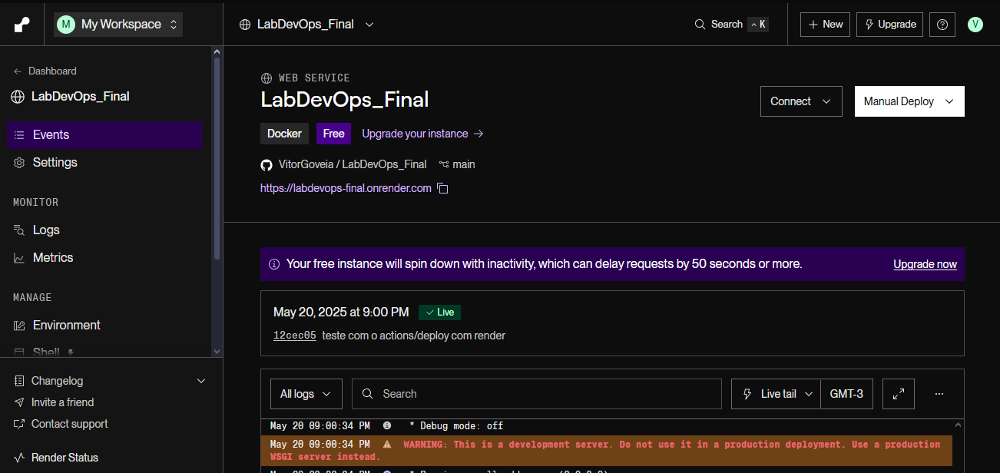 M My Workspace
LabDevOps_Final
Search
K
+ New
Upgrade
V
← Dashboard
LabDevOps_Final
Events
Settings
MONITOR
Logs
Metrics
MANAGE
Environment
Shell
Changelog
Invite a friend
Contact support
Render Status
WEB SERVICE
LabDevOps_Final
Connect
Manual Deploy
Docker
Free
Upgrade your instance →
VitorGoveia / LabDevOps_Final
main
https://labdevops-final.onrender.com
Your free instance will spin down with inactivity, which can delay requests by 50 seconds or more.
Upgrade now
May 20, 2025 at 9:00 PM
✓ Live
12cec05 teste com o actions/deploy com render
All logs
Search
Live tail
GMT-3
...
May 20 09:00:34 PM * Debug mode: off
May 20 09:00:34 PM WARNING: This is a development server. Do not use it in a production deployment. Use a production
WSGI server instead.